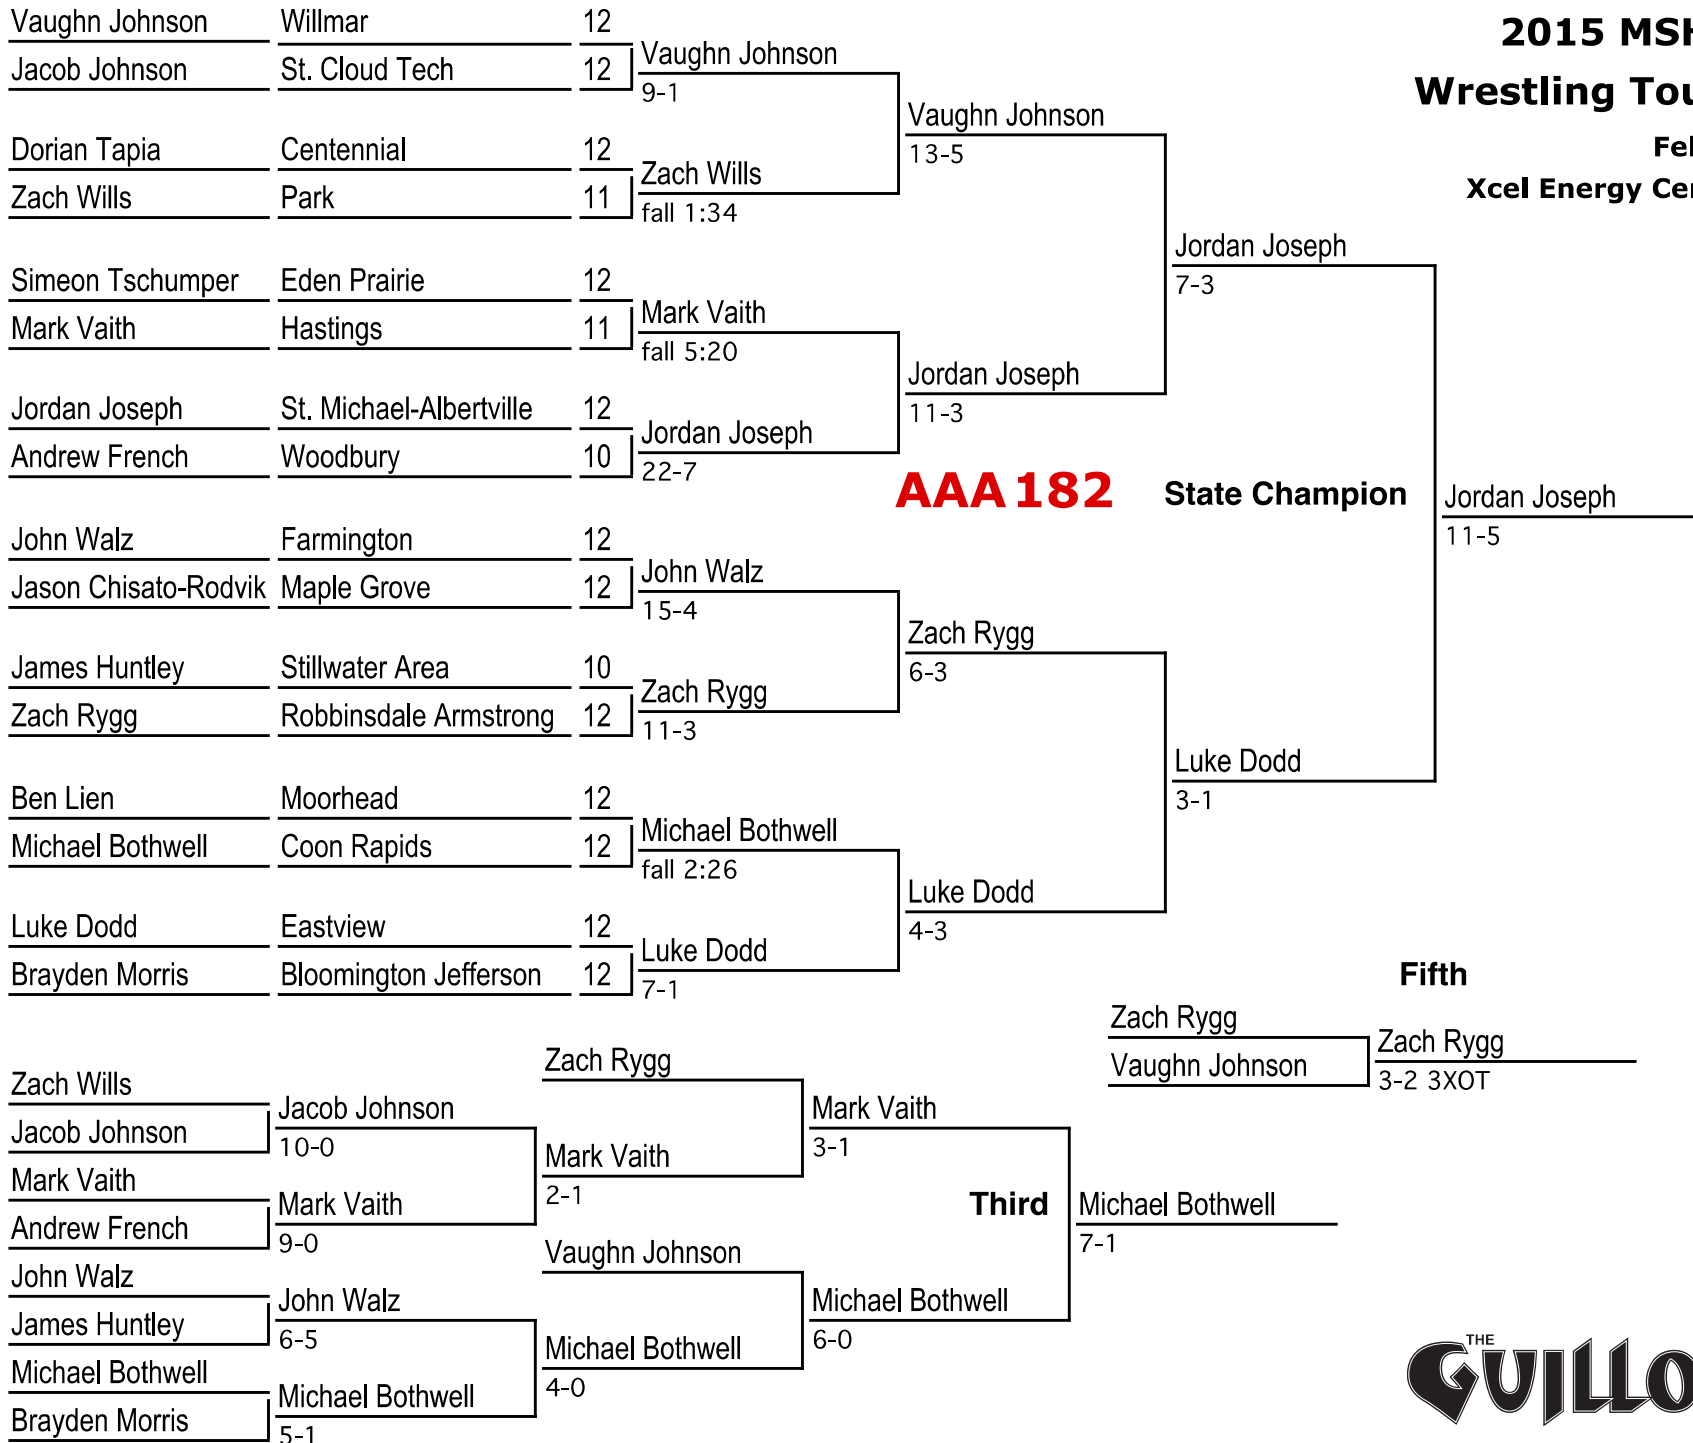 2015 MSH
Wrestling Tou
Feb
Xcel Energy Cen
Vaughn Johnson Willmar 12
Jacob Johnson St. Cloud Tech 12
Vaughn Johnson
9-1
Dorian Tapia Centennial 12
Zach Wills Park 11
Zach Wills
fall 1:34
Vaughn Johnson
13-5
Simeon Tschumper Eden Prairie 12
Mark Vaith Hastings 11
Mark Vaith
fall 5:20
Jordan Joseph St. Michael-Albertville 12
Andrew French Woodbury 10
Jordan Joseph
22-7
Jordan Joseph
11-3
Jordan Joseph
7-3
AAA 182
State Champion
Jordan Joseph
11-5
John Walz Farmington 12
Jason Chisato-Rodvik Maple Grove 12
John Walz
15-4
James Huntley Stillwater Area 10
Zach Rygg Robbinsdale Armstrong 12
Zach Rygg
11-3
Zach Rygg
6-3
Ben Lien Moorhead 12
Michael Bothwell Coon Rapids 12
Michael Bothwell
fall 2:26
Luke Dodd Eastview 12
Brayden Morris Bloomington Jefferson 12
Luke Dodd
7-1
Luke Dodd
4-3
Luke Dodd
3-1
Fifth
Zach Rygg
Vaughn Johnson
Zach Rygg
3-2 3XOT
Zach Wills
Jacob Johnson
Jacob Johnson
10-0
Mark Vaith
Andrew French
Mark Vaith
9-0
John Walz
James Huntley
John Walz
6-5
Michael Bothwell
Brayden Morris
Michael Bothwell
5-1
Zach Rygg
Mark Vaith
2-1
Vaughn Johnson
Michael Bothwell
4-0
Mark Vaith
3-1
Michael Bothwell
6-0
Third
Michael Bothwell
7-1
THE
GUILLO